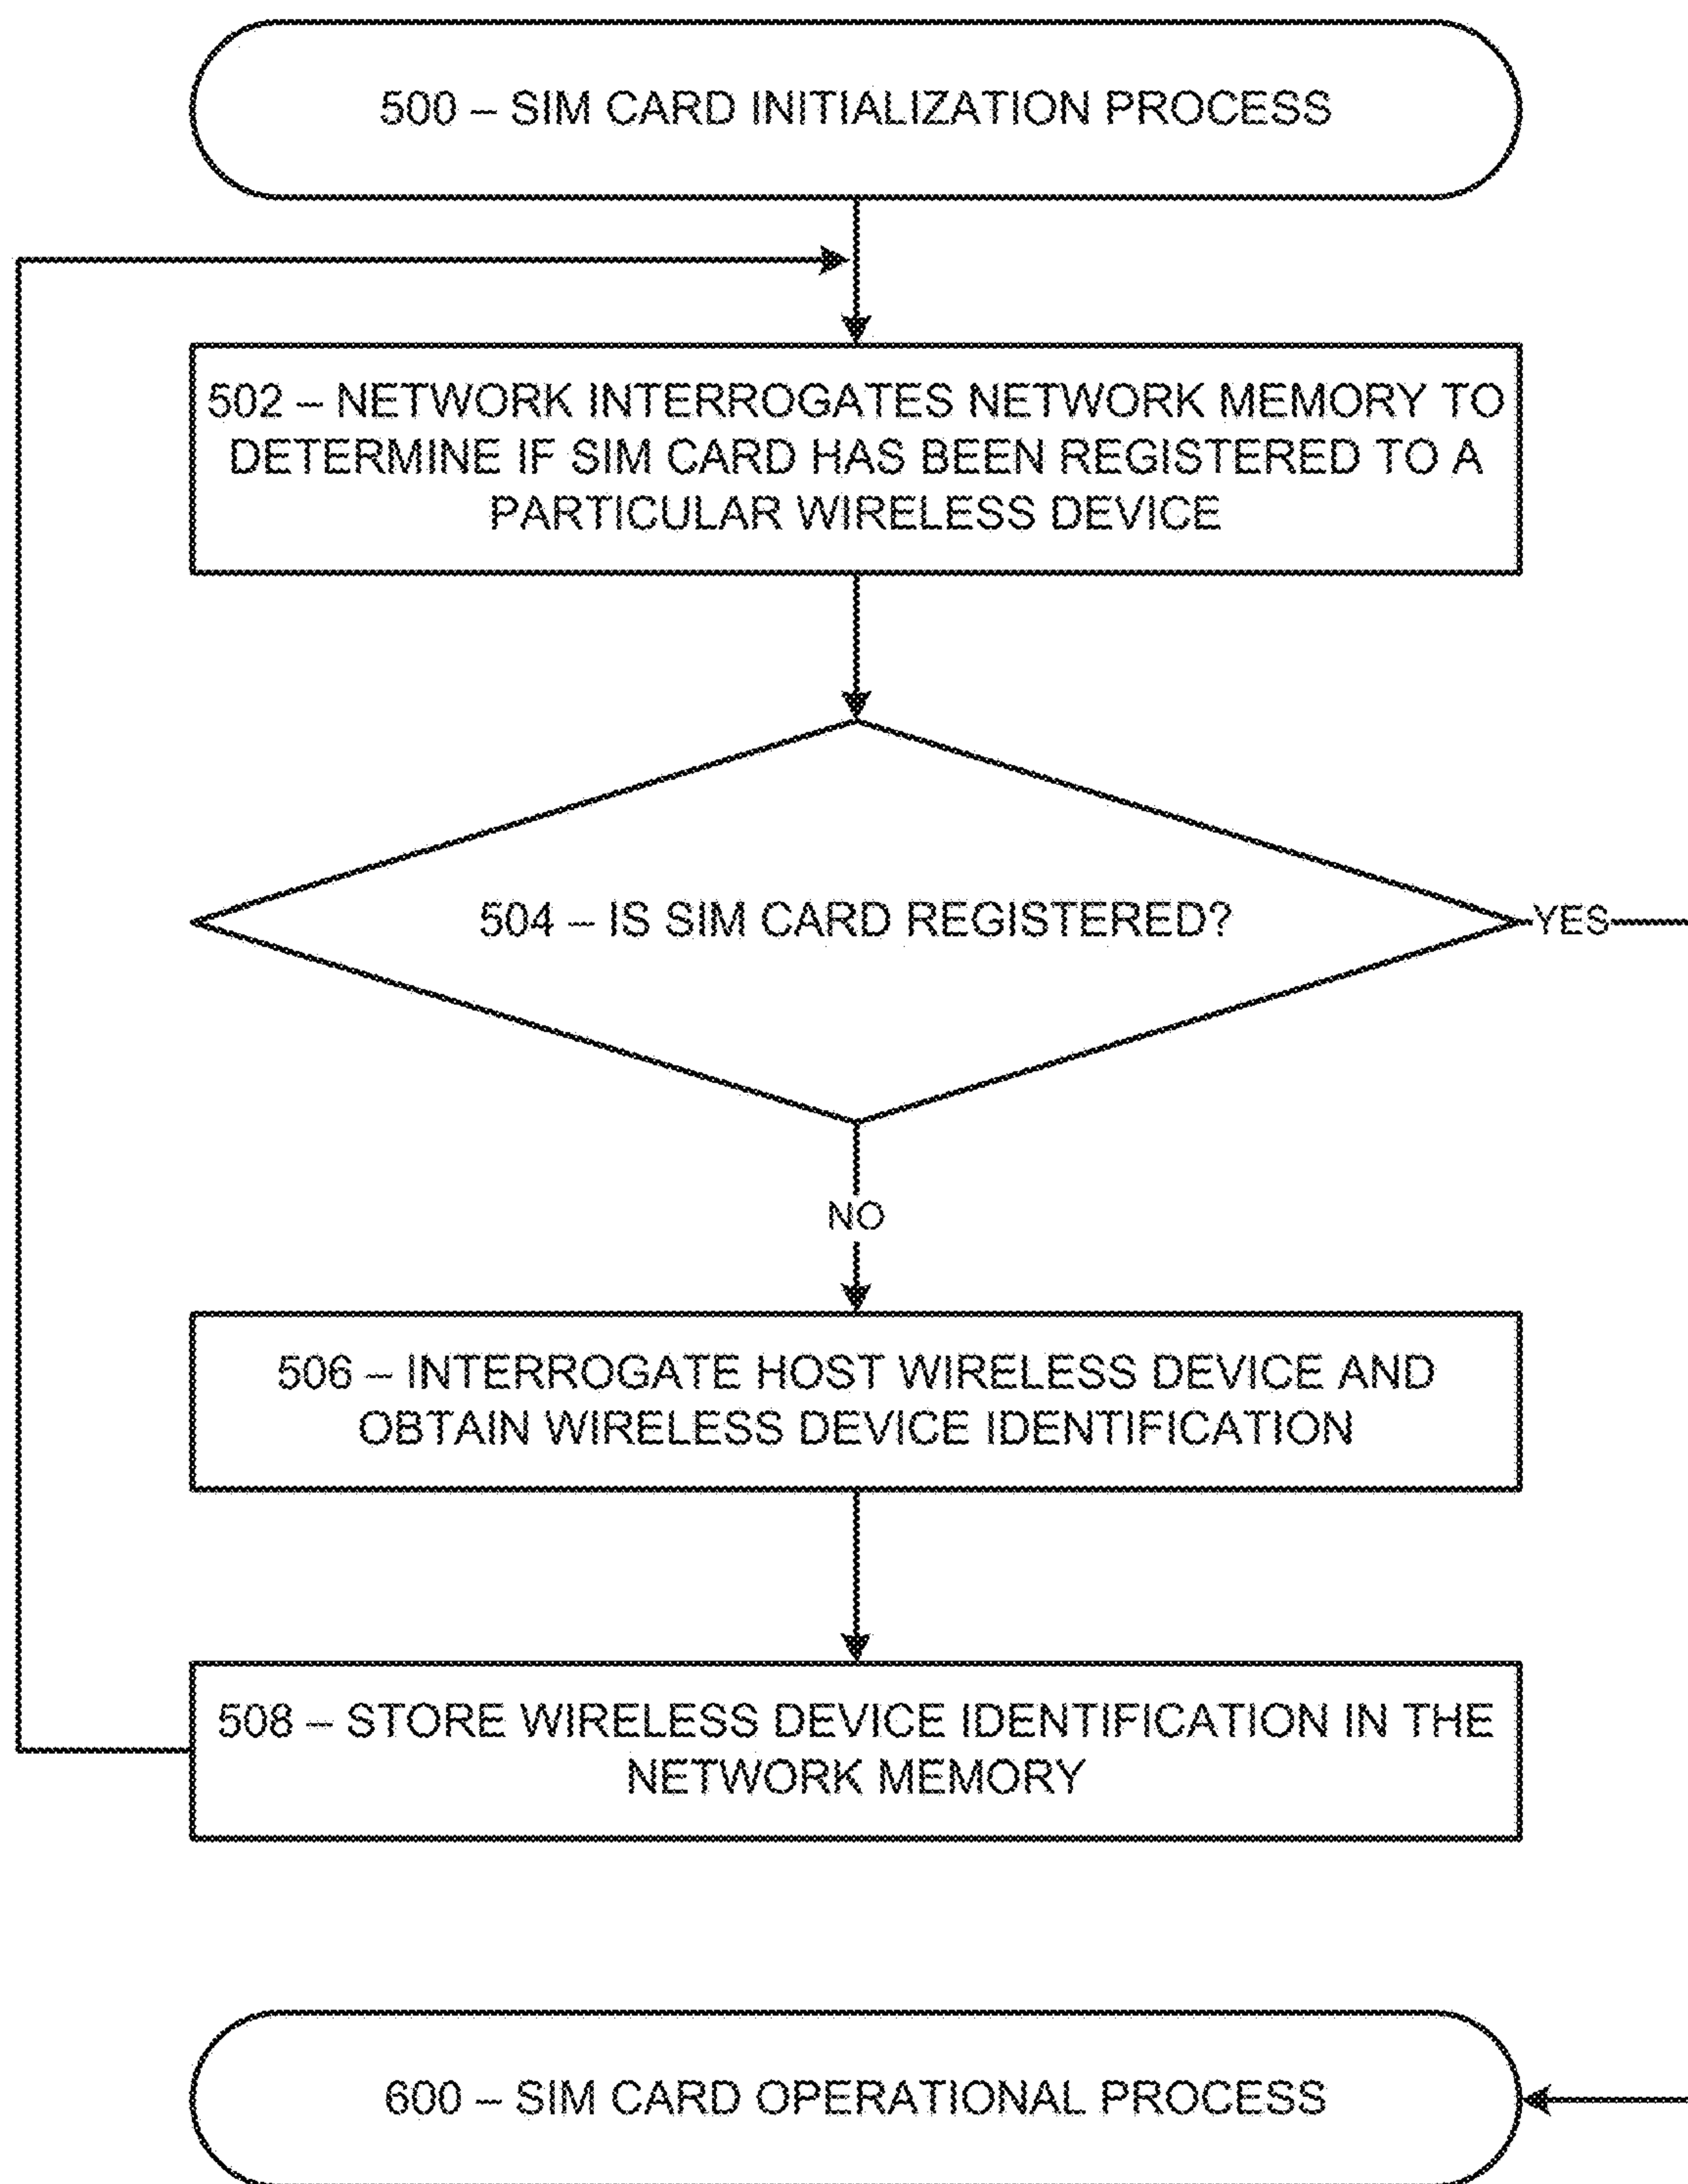 500 – SIM CARD INITIALIZATION PROCESS
502 – NETWORK INTERROGATES NETWORK MEMORY TO
DETERMINE IF SIM CARD HAS BEEN REGISTERED TO A
PARTICULAR WIRELESS DEVICE
504 – IS SIM CARD REGISTERED?
YES
NO
506 – INTERROGATE HOST WIRELESS DEVICE AND
OBTAIN WIRELESS DEVICE IDENTIFICATION
508 – STORE WIRELESS DEVICE IDENTIFICATION IN THE
NETWORK MEMORY
600 – SIM CARD OPERATIONAL PROCESS